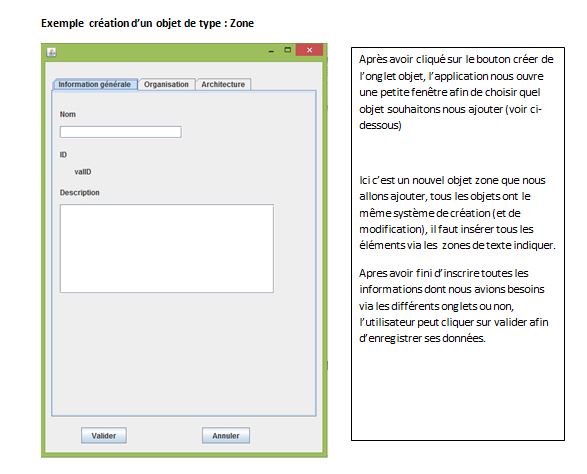 Exemple création d'un objet de type : Zone
Information générale
Organisation
Architecture
Nom
ID
valID
Description
Valider
Annuler
Après avoir cliqué sur le bouton créer de
l'onglet objet, l'application nous ouvre
une petite fenêtre afin de choisir quel
objet souhaitons nous ajouter (voir ci-
dessous)
Ici c'est un nouvel objet zone que nous
allons ajouter, tous les objets ont le
même système de création (et de
modification), il faut insérer tous les
éléments via les zones de texte indiquer.
Apres avoir fini d'inscrire toutes les
informations dont nous avions besoins
via les différents onglets ou non,
l'utilisateur peut cliquer sur valider afin
d'enregistrer ses données.